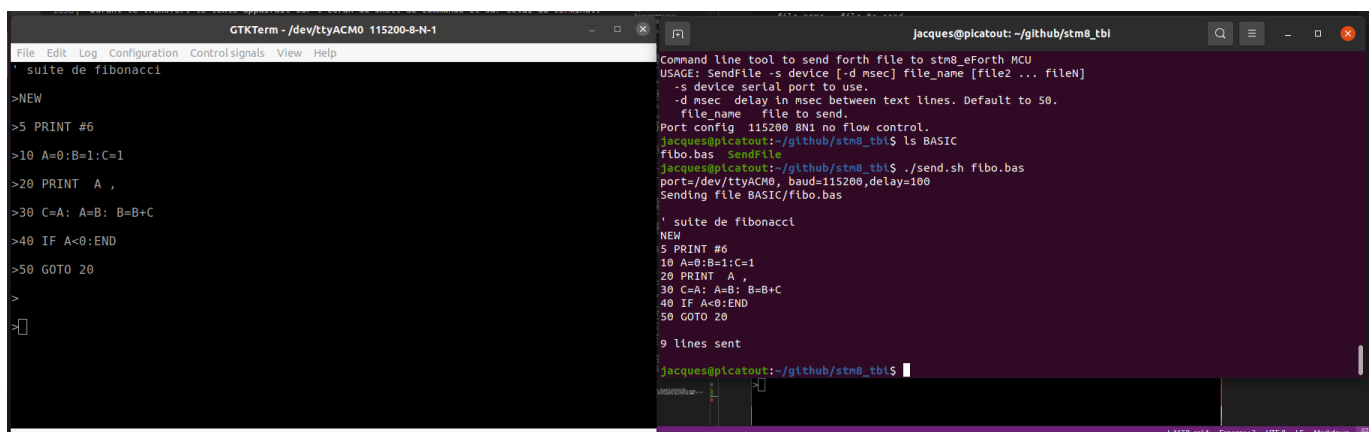 GTKTerm - /dev/ttyACM0 115200-8-N-1
File Edit Log Configuration Control signals View Help
' suite de fibonacci
>NEW
>5 PRINT #6
>10 A=0:B=1:C=1
>20 PRINT  A ,
>30 C=A: A=B: B=B+C
>40 IF A<0:END
>50 GOTO 20
>
>
jacques@picatout: ~/github/stm8_tbi
Command line tool to send forth file to stm8_eForth MCU
USAGE: SendFile -s device [-d msec] file_name [file2 ... fileN]
  -s device serial port to use.
  -d msec  delay in msec between text lines. Default to 50.
   file_name   file to send.
Port config  115200 8N1 no flow control.
jacques@picatout:~/github/stm8_tbi$ ls BASIC
fibo.bas  SendFile
jacques@picatout:~/github/stm8_tbi$ ./send.sh fibo.bas
port=/dev/ttyACM0, baud=115200,delay=100
Sending file BASIC/fibo.bas
' suite de fibonacci
NEW
5 PRINT #6
10 A=0:B=1:C=1
20 PRINT  A ,
30 C=A: A=B: B=B+C
40 IF A<0:END
50 GOTO 20
9 lines sent
jacques@picatout:~/github/stm8_tbi$
>